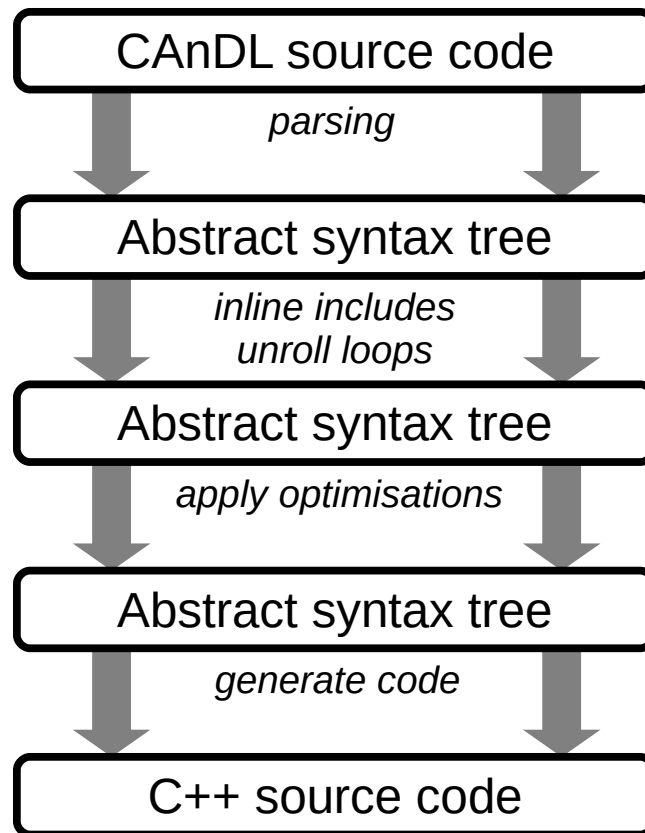 CAnDL source code
parsing
Abstract syntax tree
inline includes
unroll loops
Abstract syntax tree
apply optimisations
Abstract syntax tree
generate code
C++ source code